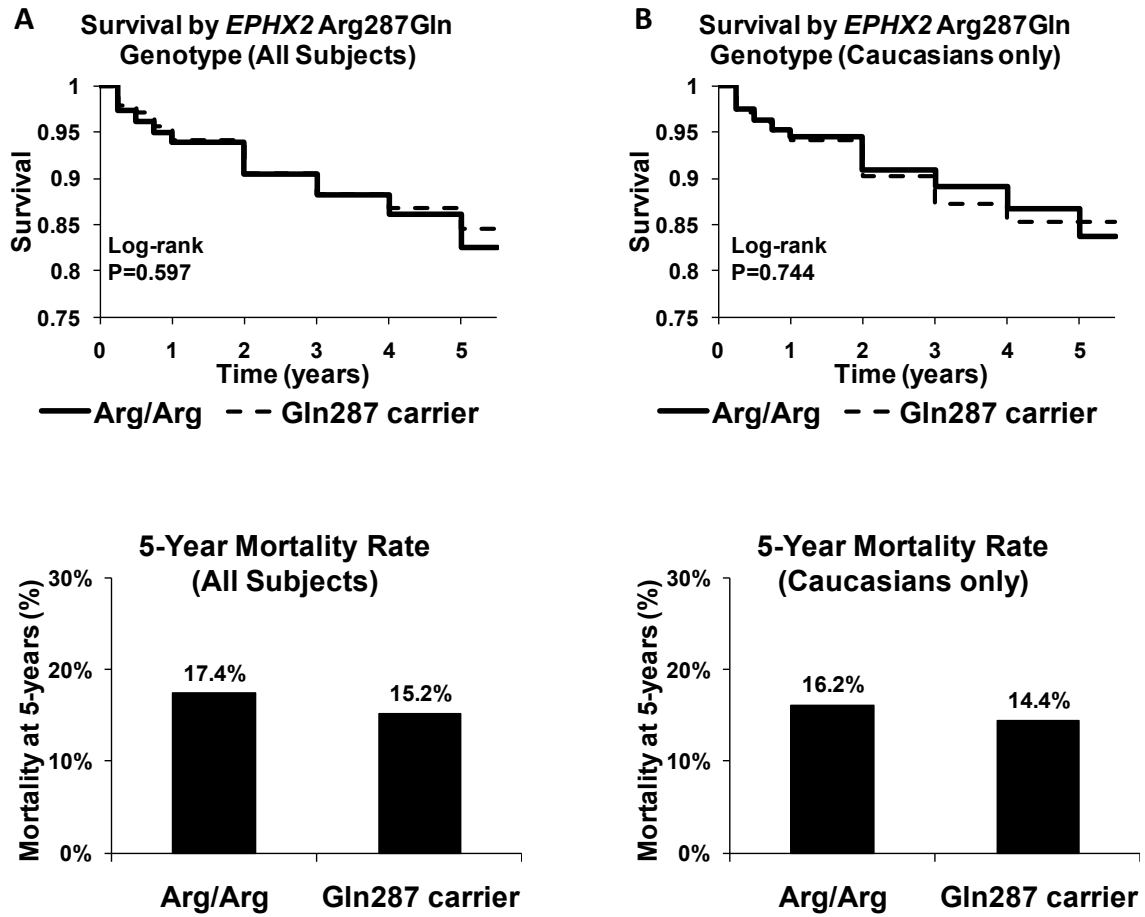 A
Survival by EPHX2 Arg287Gln
Genotype (All Subjects)
1
0.95
0.9
0.85
0.8
0.75
Survival
Log-rank
P=0.597
0 1 2 3 4 5
Time (years)
Arg/Arg Gln287 carrier
B
Survival by EPHX2 Arg287Gln
Genotype (Caucasians only)
1
0.95
0.9
0.85
0.8
0.75
Survival
Log-rank
P=0.744
0 1 2 3 4 5
Time (years)
Arg/Arg Gln287 carrier
5-Year Mortality Rate
(All Subjects)
Mortality at 5-years (%)
30%
20%
10%
0%
17.4%
15.2%
Arg/Arg Gln287 carrier
5-Year Mortality Rate
(Caucasians only)
Mortality at 5-years (%)
30%
20%
10%
0%
16.2%
14.4%
Arg/Arg Gln287 carrier